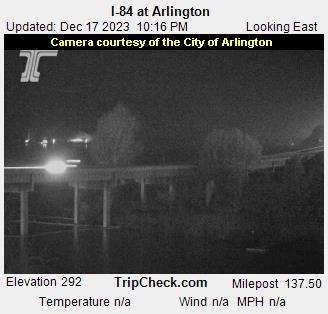 I-84 at Arlington
Updated: Dec 17 2023 10:16 PM Looking East
Camera courtesy of the City of Arlington
Elevation 292 TripCheck.com Milepost 137.50
Temperature n/a Wind n/a MPH n/a